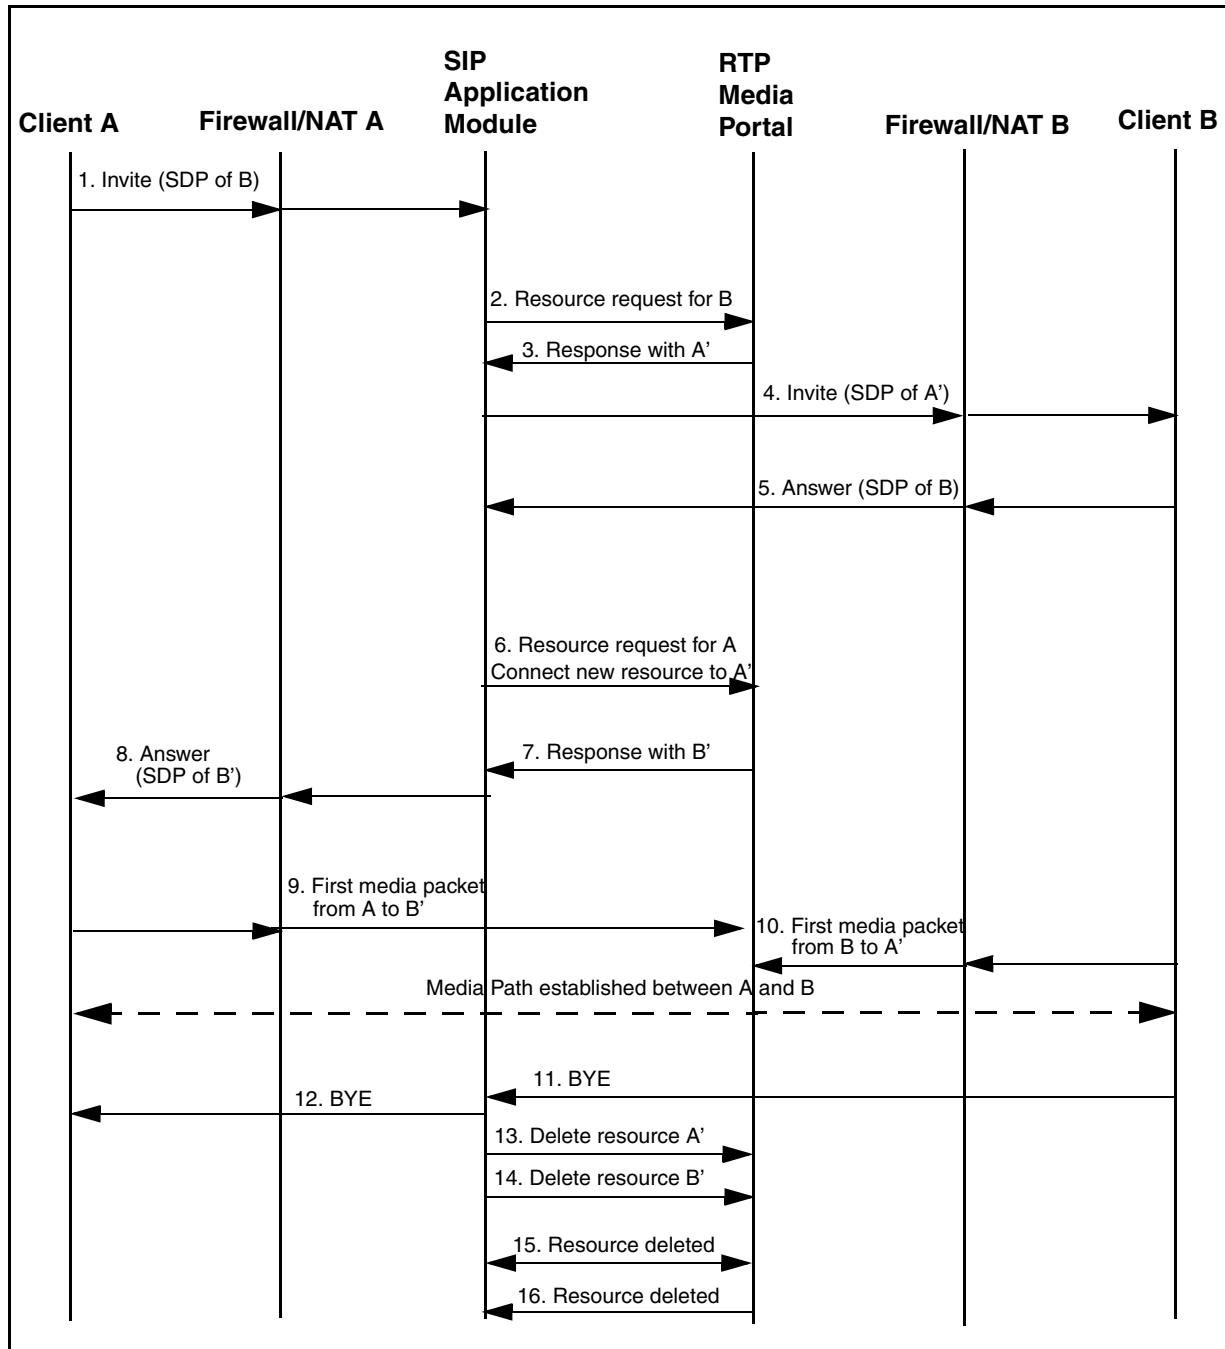 SIP
Application
Module
RTP
Media
Portal
Client A
Firewall/NAT A
Firewall/NAT B
Client B
1. Invite (SDP of B)
2. Resource request for B
3. Response with A’
4. Invite (SDP of A’)
5. Answer (SDP of B)
6. Resource request for A
Connect new resource to A’
7. Response with B’
8. Answer
(SDP of B’)
9. First media packet
from A to B’
10. First media packet
from B to A’
Media Path established between A and B
11. BYE
12. BYE
13. Delete resource A’
14. Delete resource B’
15. Resource deleted
16. Resource deleted